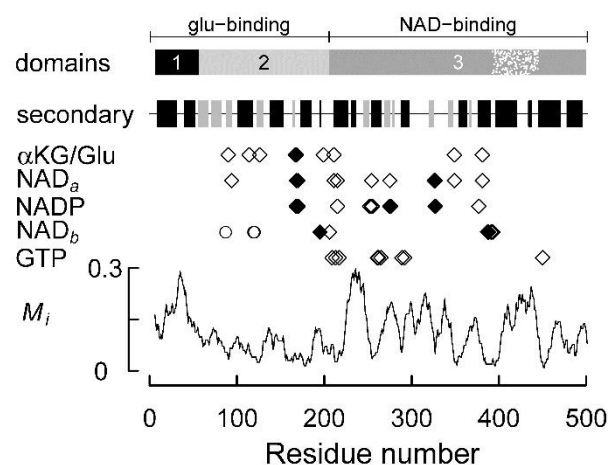 glu-binding NAD-binding
domains 1 2 3
secondary
αKG/Glu
NADa
NADP
NADb
GTP
0.3
Mi
0
0 100 200 300 400 500
Residue number